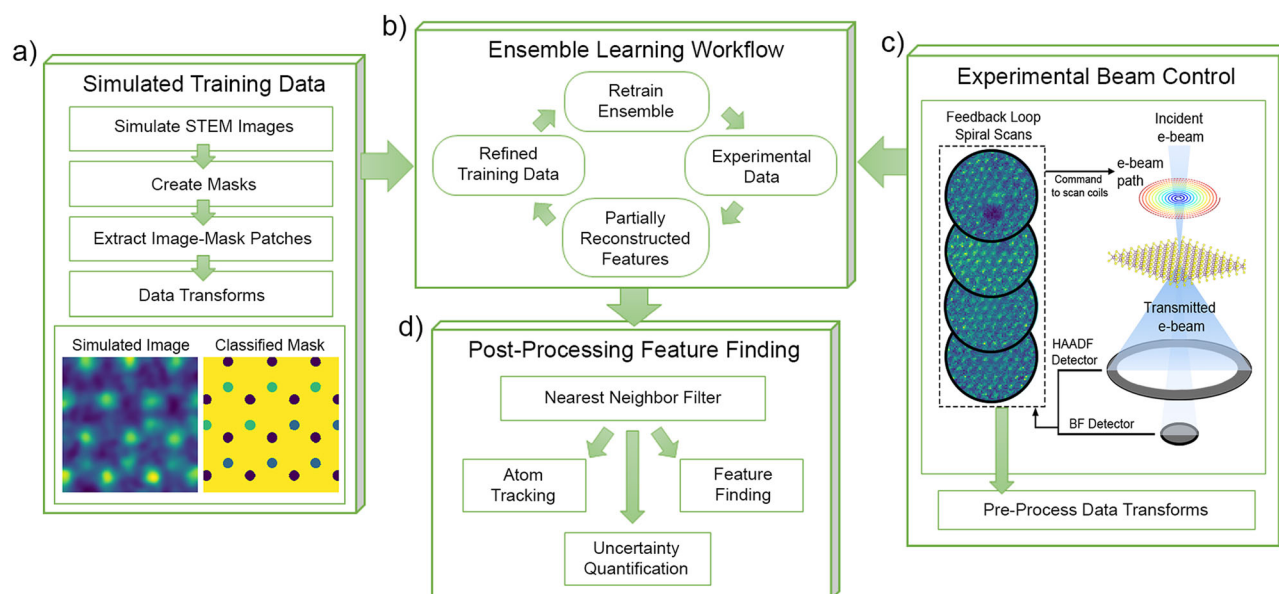 a)
Simulated Training Data
Simulate STEM Images
Create Masks
Extract Image-Mask Patches
Data Transforms
Simulated Image
Classified Mask
b)
Ensemble Learning Workflow
Retrain
Ensemble
Refined
Training Data
Experimental
Data
Partially
Reconstructed
Features
c)
Experimental Beam Control
Feedback Loop
Spiral Scans
Incident
e-beam
e-beam
path
Command
to scan coils
Transmitted
e-beam
HAADF
Detector
BF Detector
Pre-Process Data Transforms
d)
Post-Processing Feature Finding
Nearest Neighbor Filter
Atom
Tracking
Feature
Finding
Uncertainty
Quantification